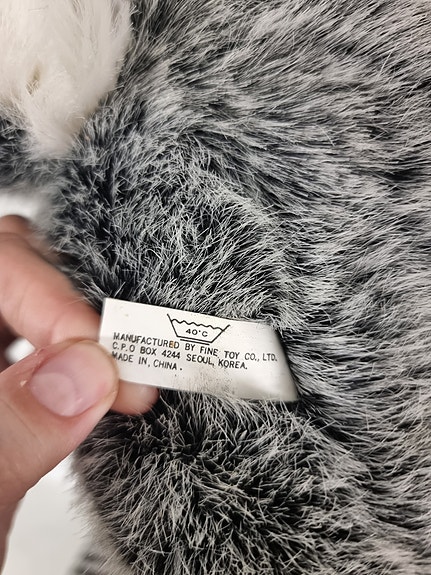 40°C
MANUFACTURED BY FINE TOY CO., LTD.
C.P.O BOX 4244 SEOUL, KOREA.
MADE IN, CHINA.